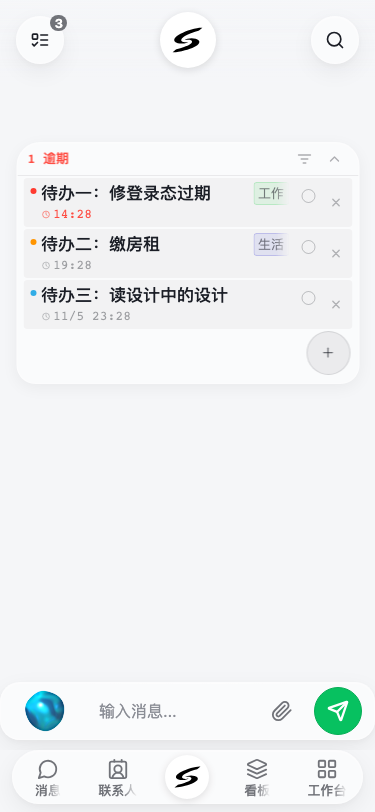 3
1 逾期
待办一：修登录态过期
工作
14:28
待办二：缴房租
生活
19:28
待办三：读设计中的设计
11/5 23:28
输入消息...
消息
联系人
看板
工作台